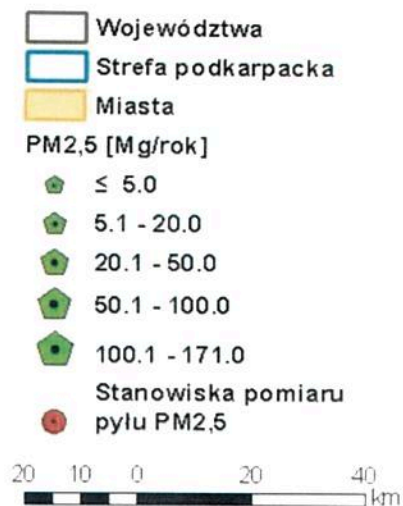 Województwa
Strefa podkarpacka
Miasta
PM2,5 [Mg/rok]
≤ 5.0
5.1 - 20.0
20.1 - 50.0
50.1 - 100.0
100.1 - 171.0
Stanowiska pomiaru
pyłu PM2,5
20 10 0 20 40
km